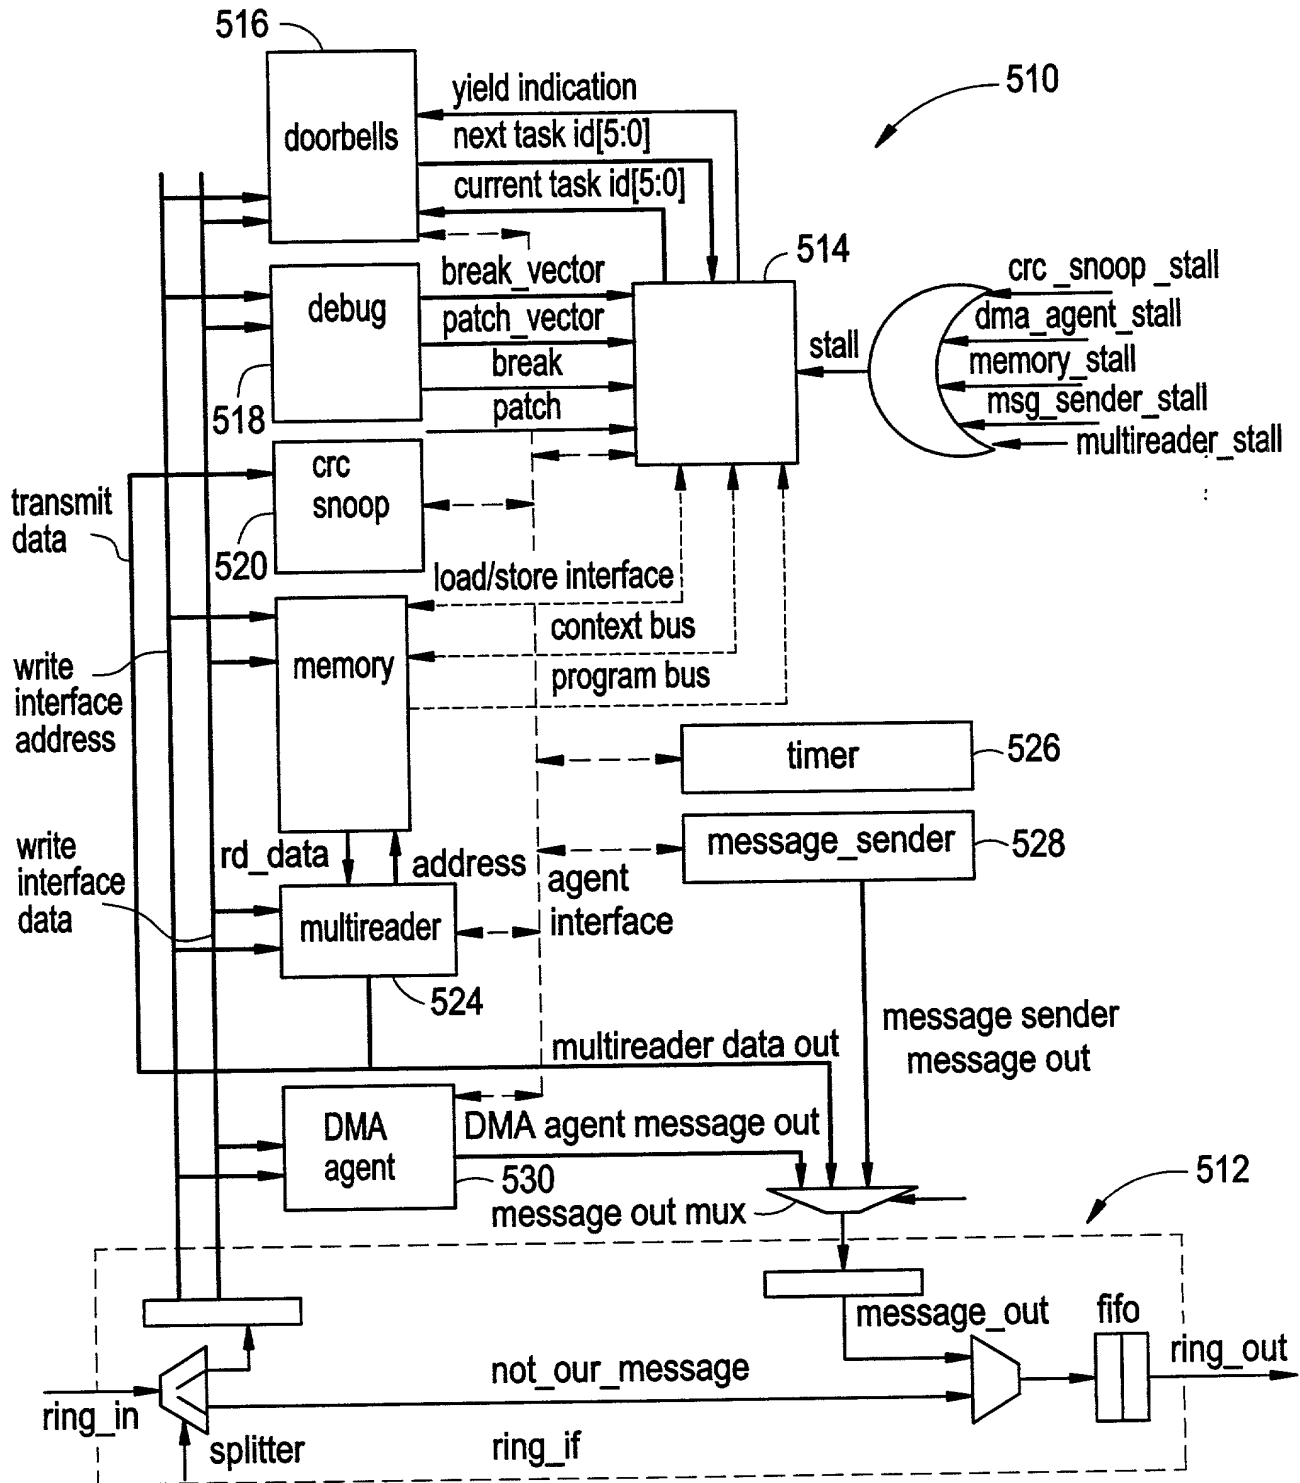 516
yield indication
510
doorbells
next task id[5:0]
current task id[5:0]
514
break_vector
crc_snoop_stall
debug
patch_vector
dma_agent_stall
stall
break
memory_stall
518
patch
msg_sender_stall
multireader_stall
crc
snoop
transmit
data
520
load/store interface
context bus
write
interface
address
memory
program bus
timer
526
write
interface
data
rd_data
address
message_sender
528
agent
interface
multireader
524
message sender
message out
multireader data out
DMA
agent
DMA agent message out
530
message out mux
512
message_out
fifo
ring_out
not_our_message
ring_in
splitter
ring_if